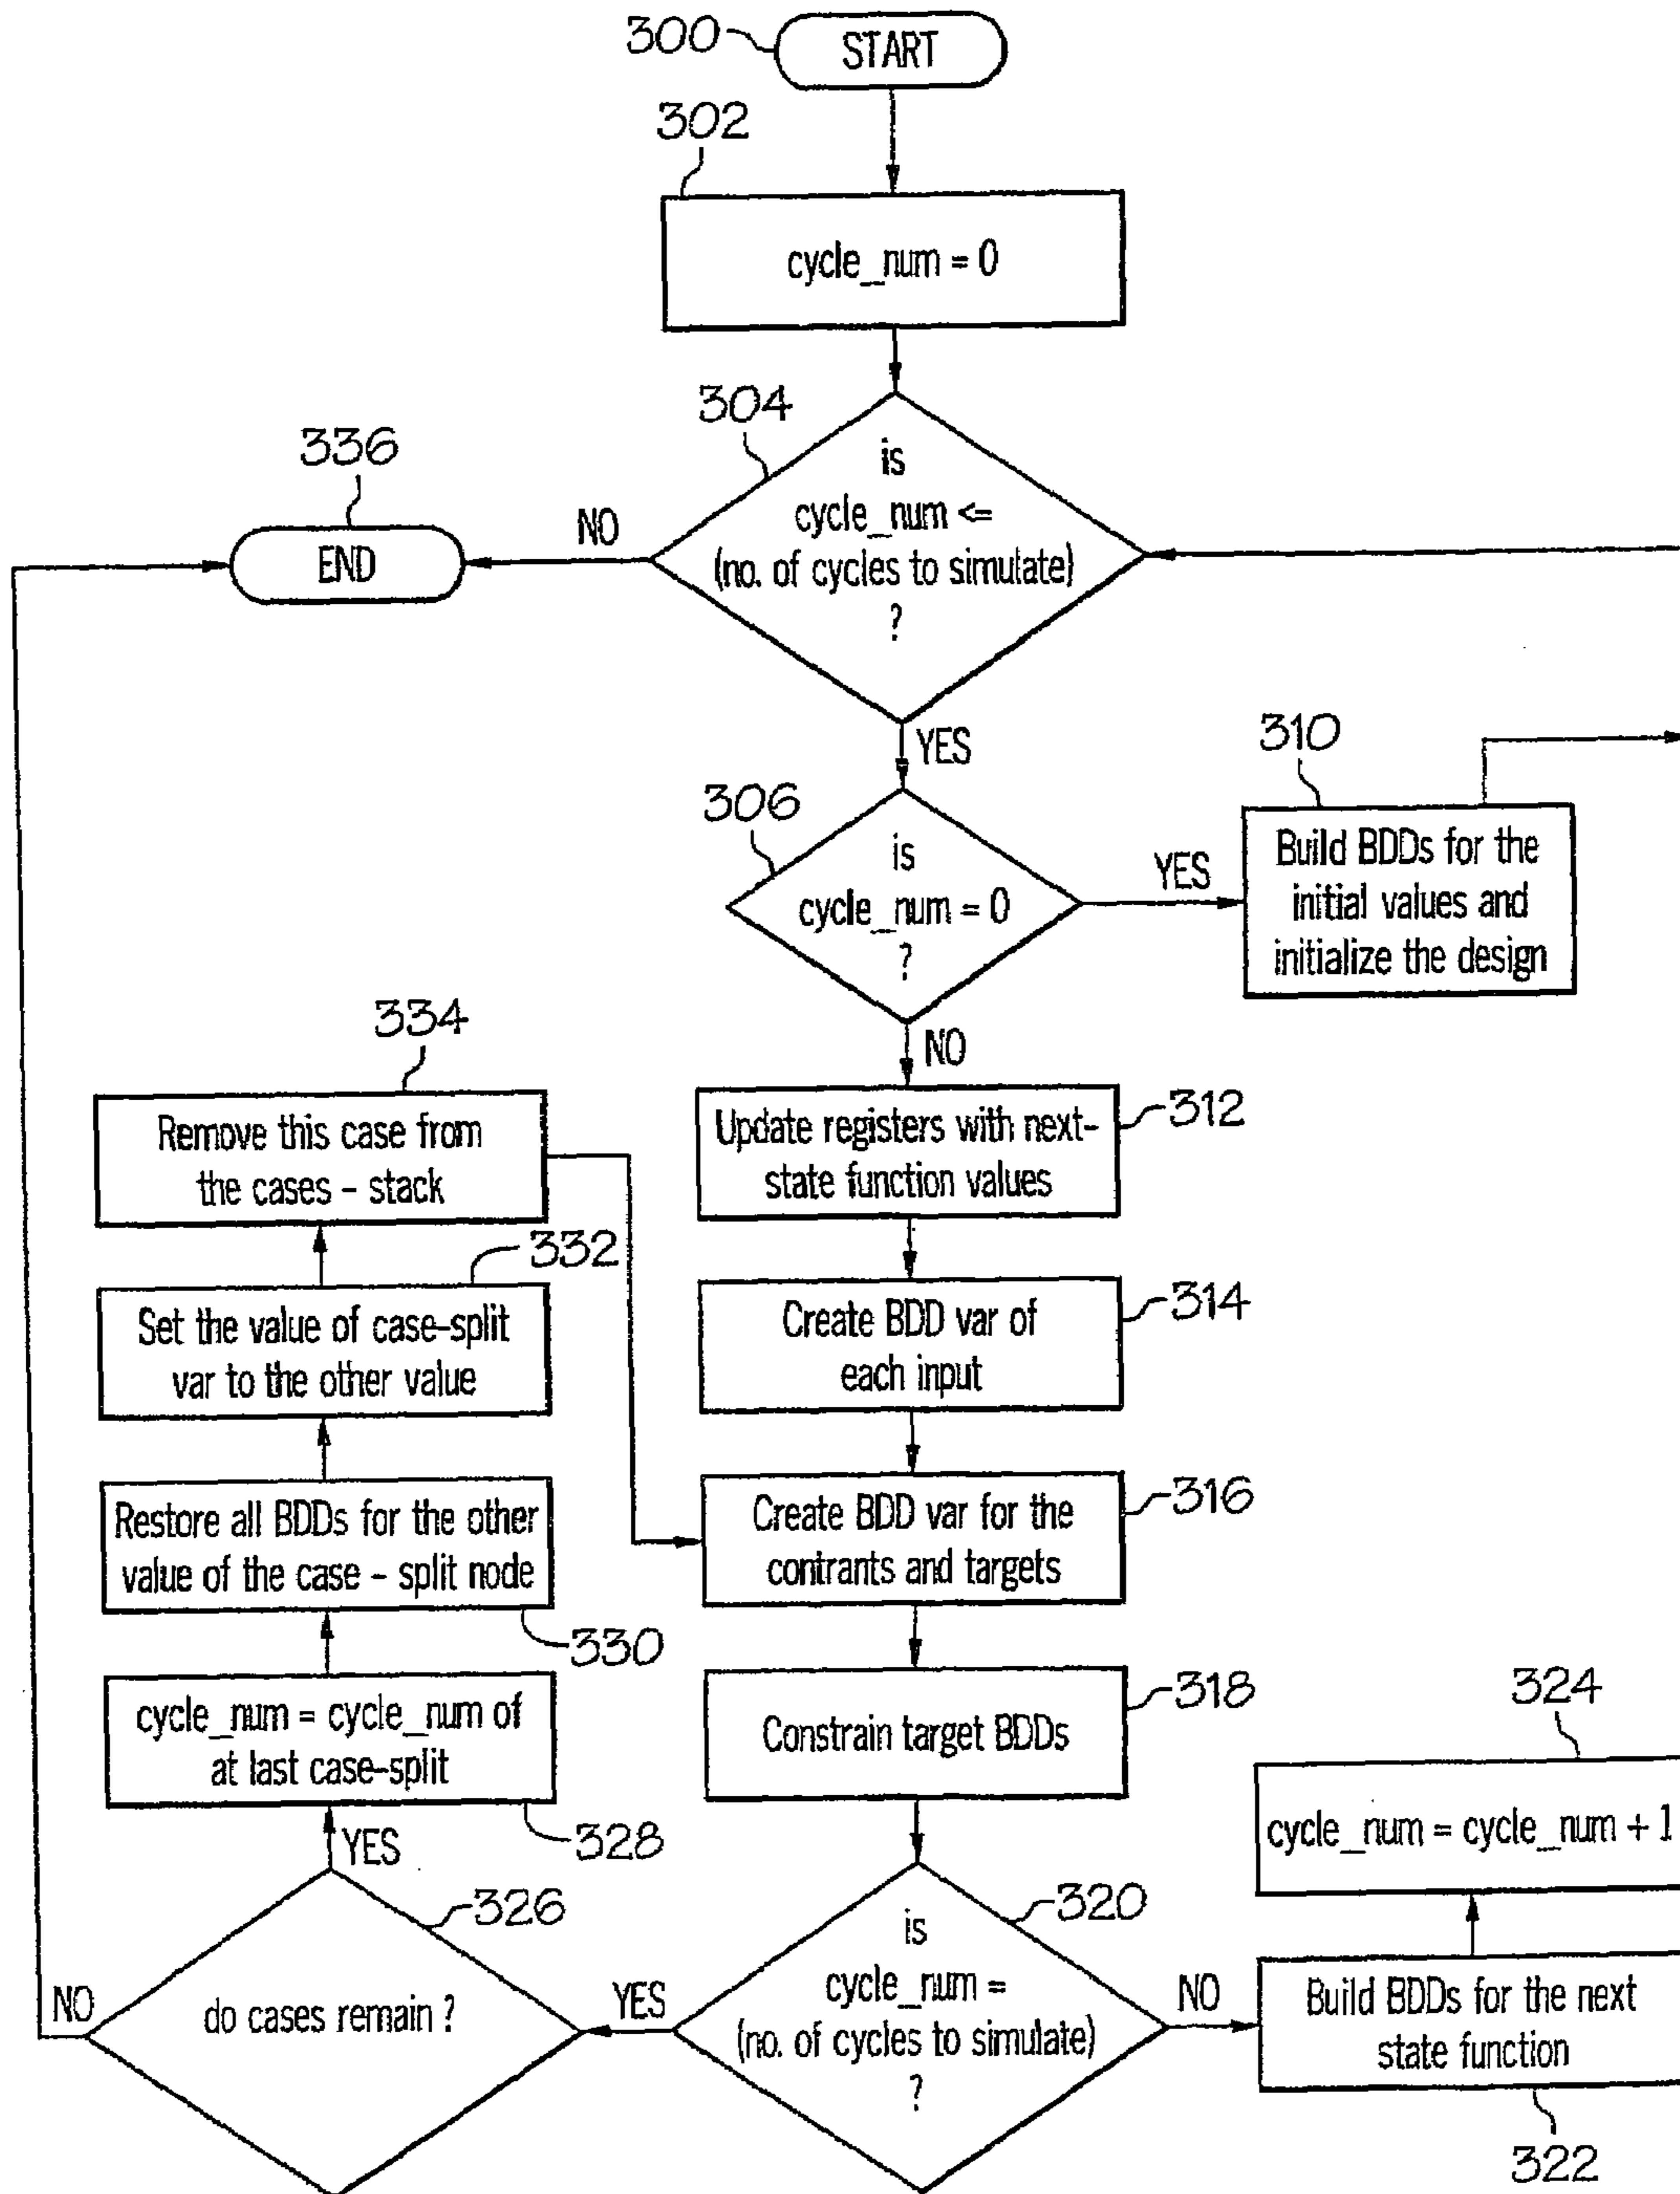 300
START
302
cycle_num = 0
304
is
cycle_num <=
(no. of cycles to simulate)
?
336
END
NO
YES
306
is
cycle_num = 0
?
YES
310
Build BDDs for the
initial values and
initialize the design
NO
334
Remove this case from
the cases - stack
312
Update registers with next-
state function values
332
Set the value of case-split
var to the other value
314
Create BDD var of
each input
330
Restore all BDDs for the other
value of the case - split node
316
Create BDD var for the
contrants and targets
328
cycle_num = cycle_num of
at last case-split
318
Constrain target BDDs
324
cycle_num = cycle_num + 1
YES
326
do cases remain ?
NO
YES
320
is
cycle_num =
(no. of cycles to simulate)
?
NO
Build BDDs for the next
state function
322